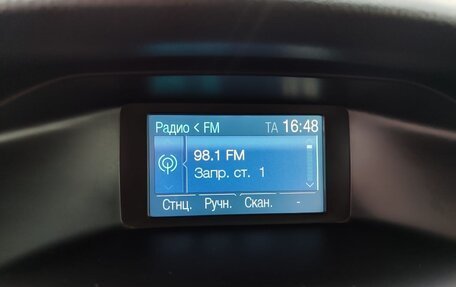 Радио < FM TA 16:48
98.1 FM
Запр. ст. 1
Стнц. Ручн. Скан. -